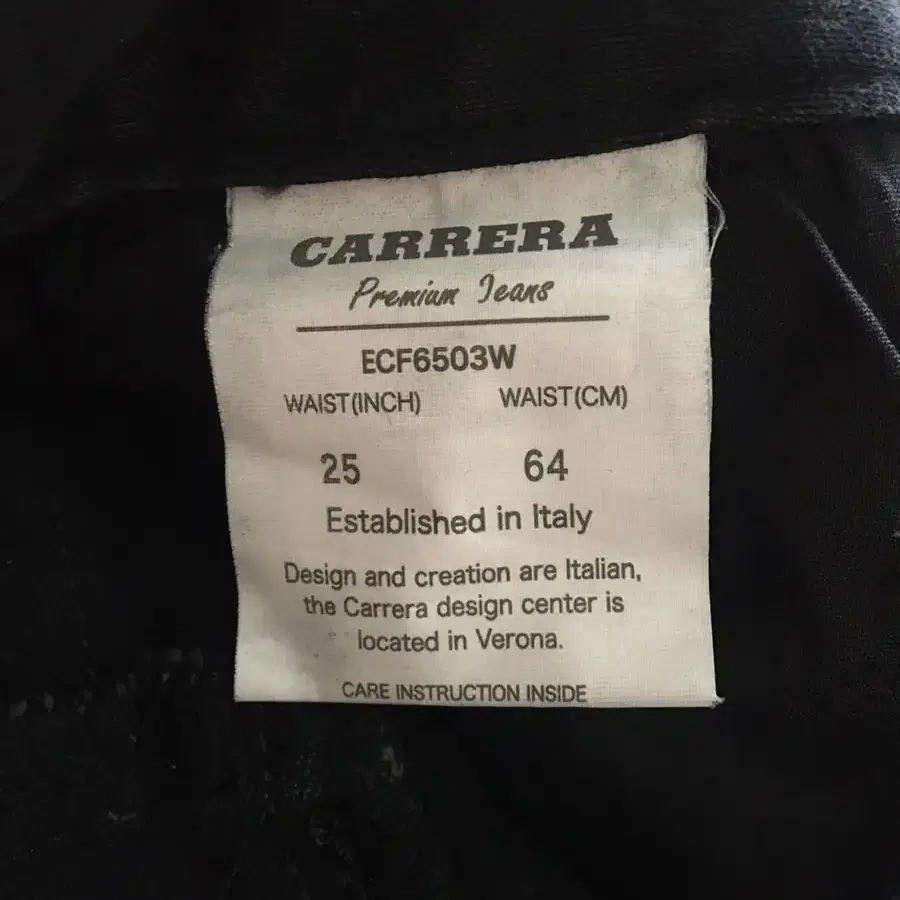 CARRERA
Premium Jeans
ECF6503W
WAIST(INCH) WAIST(CM)
25 64
Established in Italy
Design and creation are Italian,
the Carrera design center is
located in Verona.
CARE INSTRUCTION INSIDE